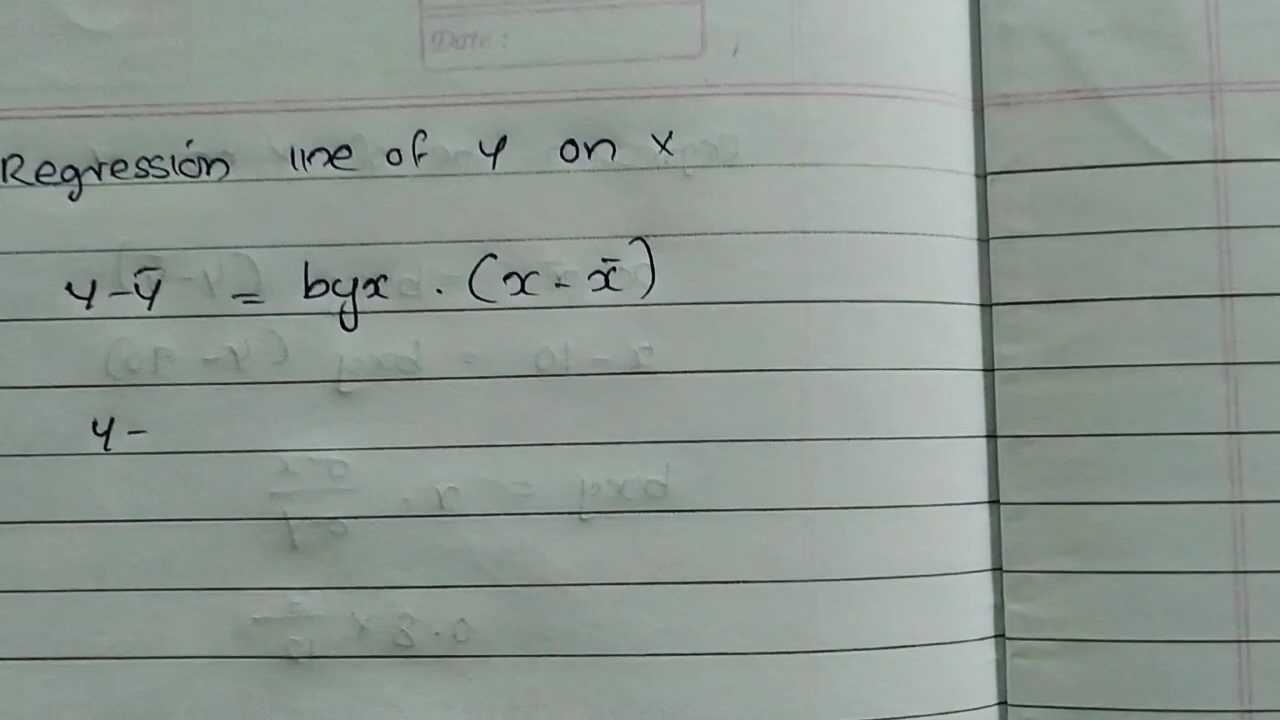 Date :
Regression line of y on x
y - ȳ = byx . (x - x̄)
y -